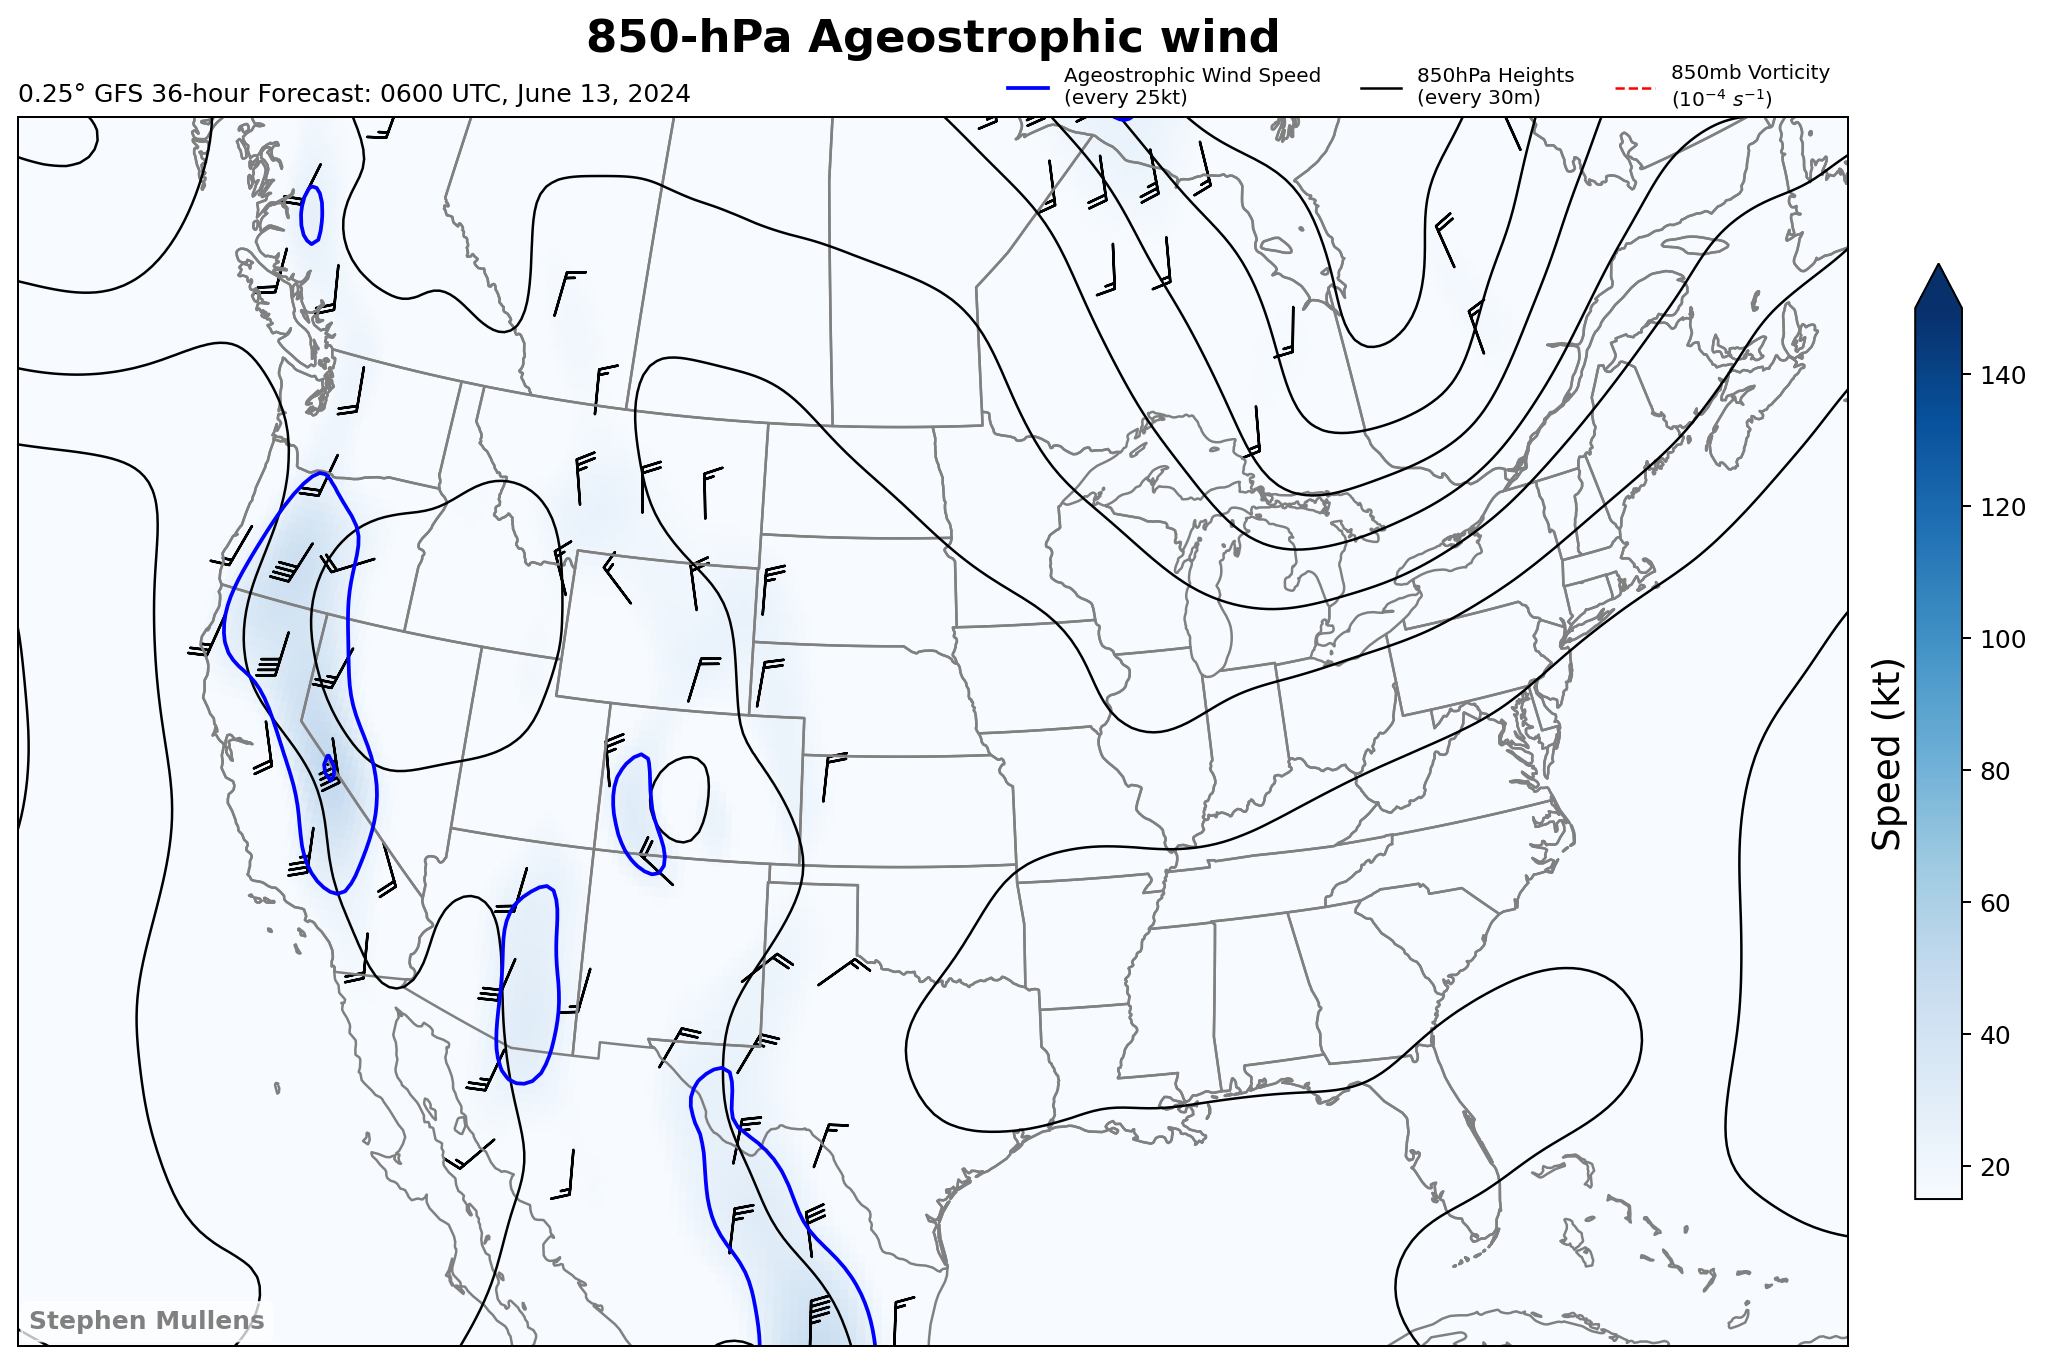 850-hPa Ageostrophic wind
0.25° GFS 36-hour Forecast: 0600 UTC, June 13, 2024
Ageostrophic Wind Speed
(every 25kt)
850hPa Heights
(every 30m)
850mb Vorticity
(10⁻⁴ s⁻¹)
140
120
100
80
60
40
20
Speed (kt)
Stephen Mullens